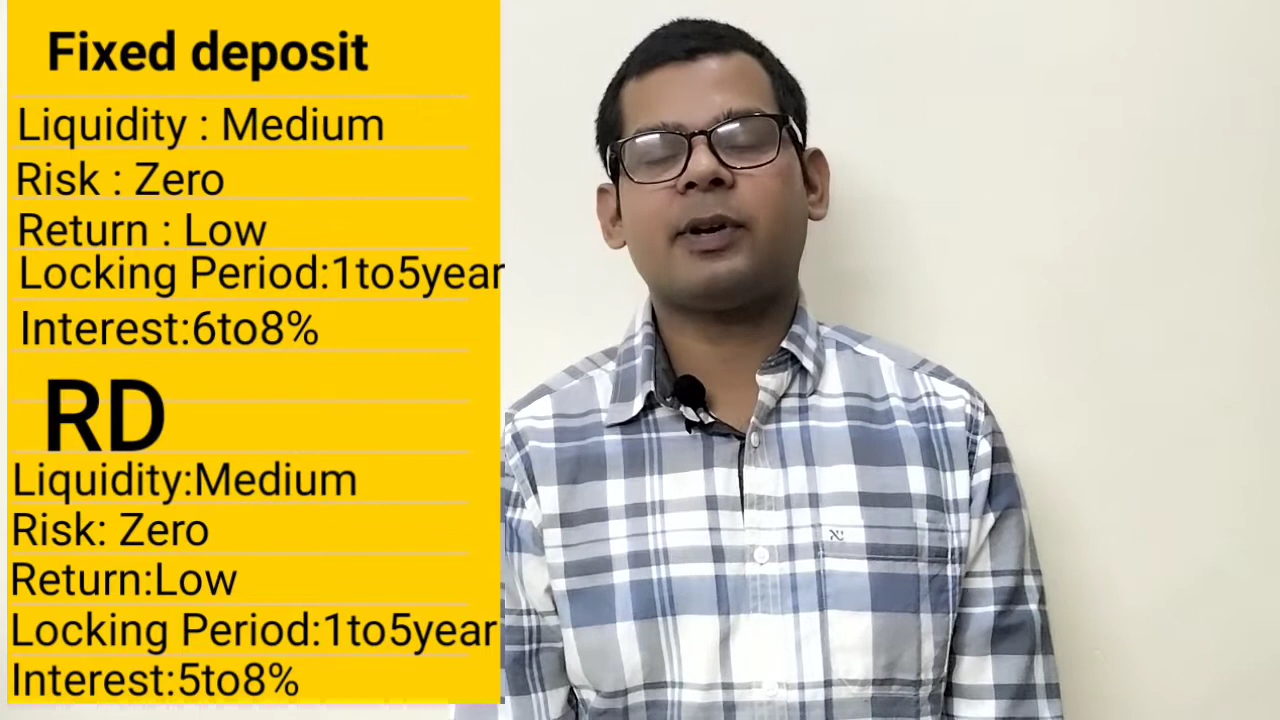 Fixed deposit
Liquidity : Medium
Risk : Zero
Return : Low
Locking Period:1to5year
Interest:6to8%
RD
Liquidity:Medium
Risk: Zero
Return:Low
Locking Period:1to5year
Interest:5to8%